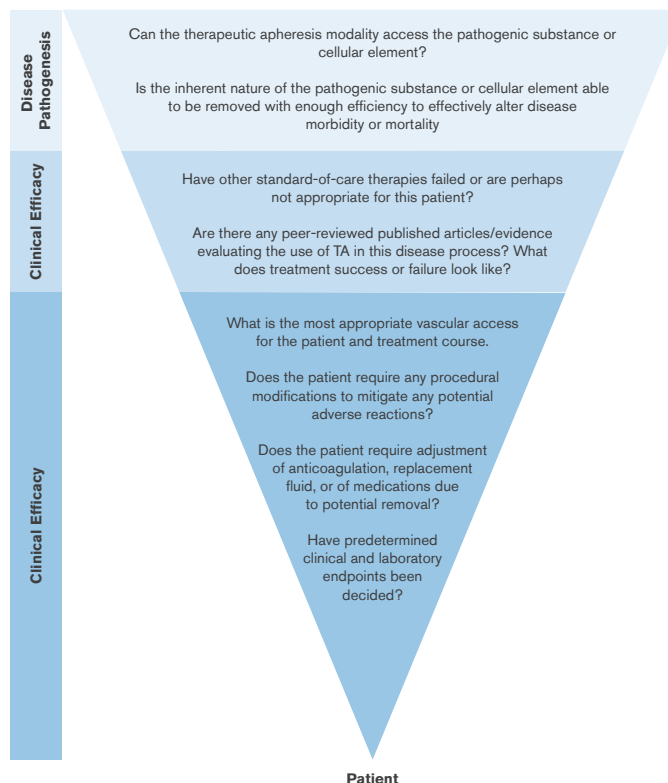 Disease
Pathogenesis
Can the therapeutic apheresis modality access the pathogenic substance or
cellular element?
Is the inherent nature of the pathogenic substance or cellular element able
to be removed with enough efficiency to effectively alter disease
morbidity or mortality
Clinical Efficacy
Have other standard-of-care therapies failed or are perhaps
not appropriate for this patient?
Are there any peer-reviewed published articles/evidence
evaluating the use of TA in this disease process? What
does treatment success or failure look like?
Clinical Efficacy
What is the most appropriate vascular access
for the patient and treatment course.
Does the patient require any procedural
modifications to mitigate any potential
adverse reactions?
Does the patient require adjustment
of anticoagulation, replacement
fluid, or of medications due
to potential removal?
Have predetermined
clinical and laboratory
endpoints been
decided?
Patient